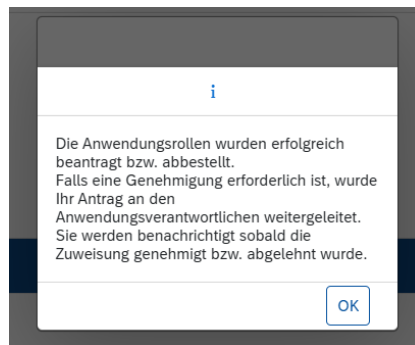 i
Die Anwendungsrollen wurden erfolgreich
beantragt bzw. abbestellt.
Falls eine Genehmigung erforderlich ist, wurde
Ihr Antrag an den
Anwendungsverantwortlichen weitergeleitet.
Sie werden benachrichtigt sobald die
Zuweisung genehmigt bzw. abgelehnt wurde.
OK